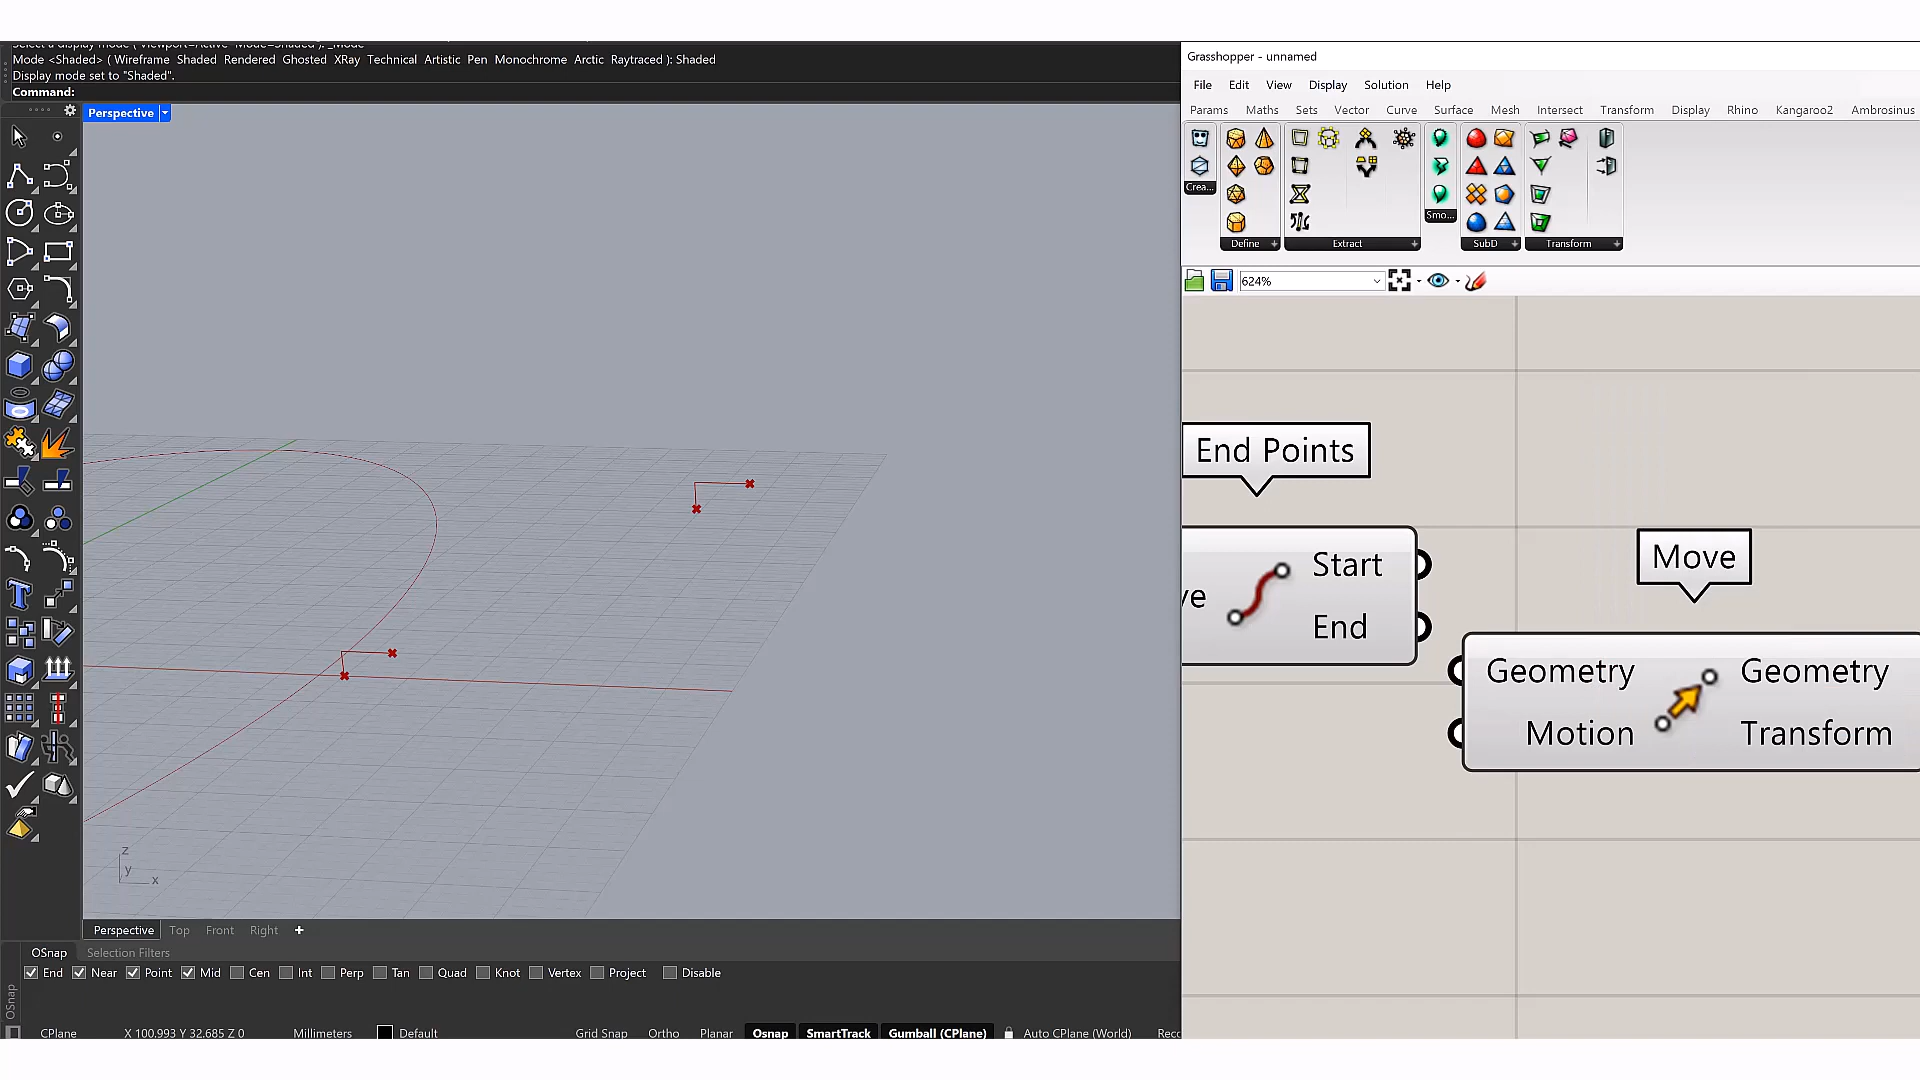 Select a display mode ( Viewport=Active Mode=Shaded ): _Mode
Mode <Shaded> ( Wireframe Shaded Rendered Ghosted XRay Technical Artistic Pen Monochrome Arctic Raytraced ): Shaded
Display mode set to "Shaded".
Command:
Perspective
z
y
x
Perspective Top Front Right +
OSnap Selection Filters
End Near Point Mid Cen Int Perp Tan Quad Knot Vertex Project Disable
OSnap
CPlane X 100.993 Y 32.685 Z 0 Millimeters Default Grid Snap Ortho Planar Osnap SmartTrack Gumball (CPlane) Auto CPlane (World) Reco
Grasshopper - unnamed
File Edit View Display Solution Help
Params Maths Sets Vector Curve Surface Mesh Intersect Transform Display Rhino Kangaroo2 Ambrosinus
Crea... Smo...
Define + Extract + SubD + Transform +
624%
End Points
Move
Start
ve
End
Geometry Geometry
Motion Transform